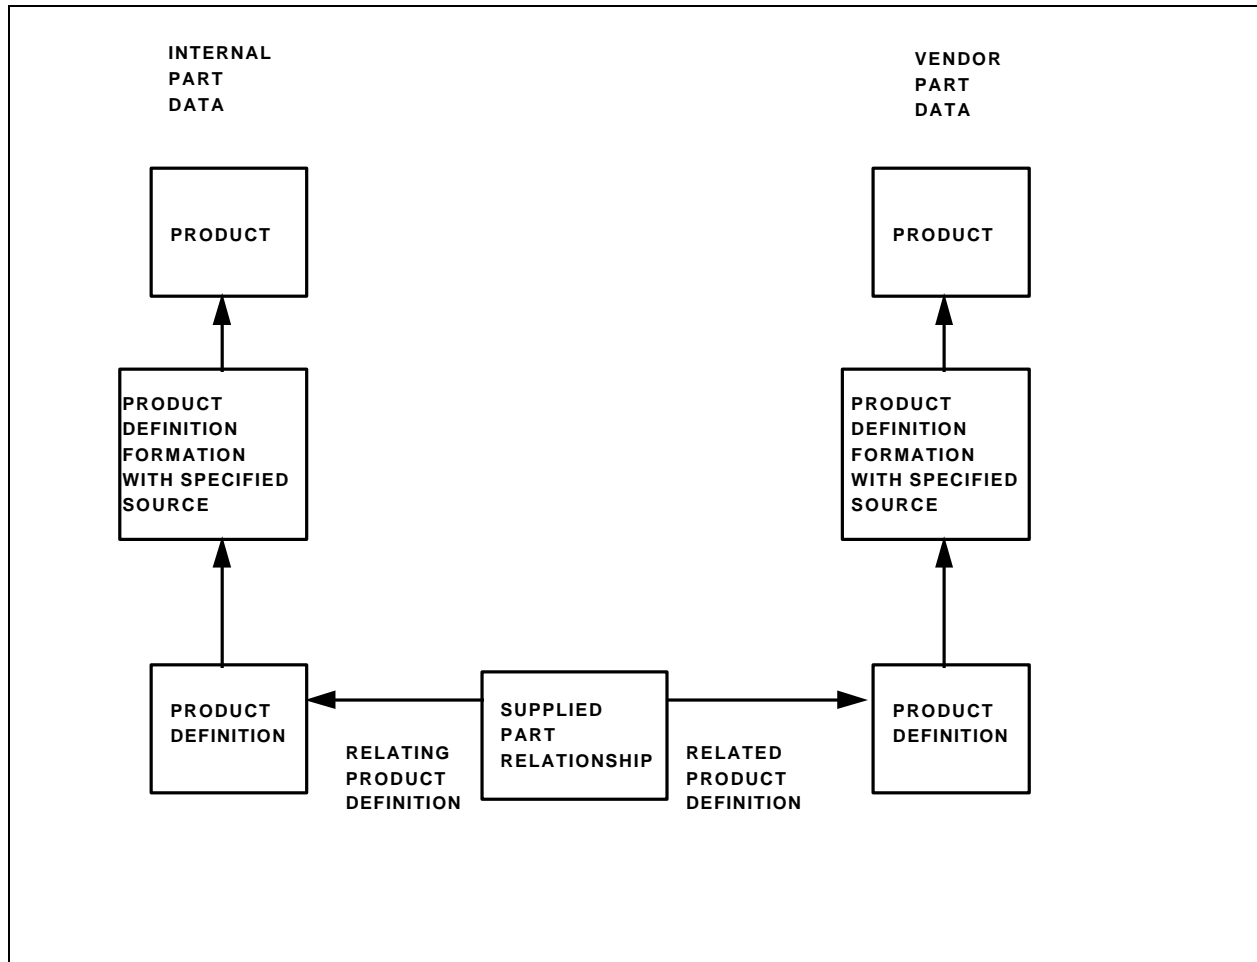 INTERNAL
PART
DATA
VENDOR
PART
DATA
PRODUCT
PRODUCT
PRODUCT
DEFINITION
FORMATION
WITH SPECIFIED
SOURCE
PRODUCT
DEFINITION
FORMATION
WITH SPECIFIED
SOURCE
PRODUCT
DEFINITION
RELATING
PRODUCT
DEFINITION
SUPPLIED
PART
RELATIONSHIP
RELATED
PRODUCT
DEFINITION
PRODUCT
DEFINITION